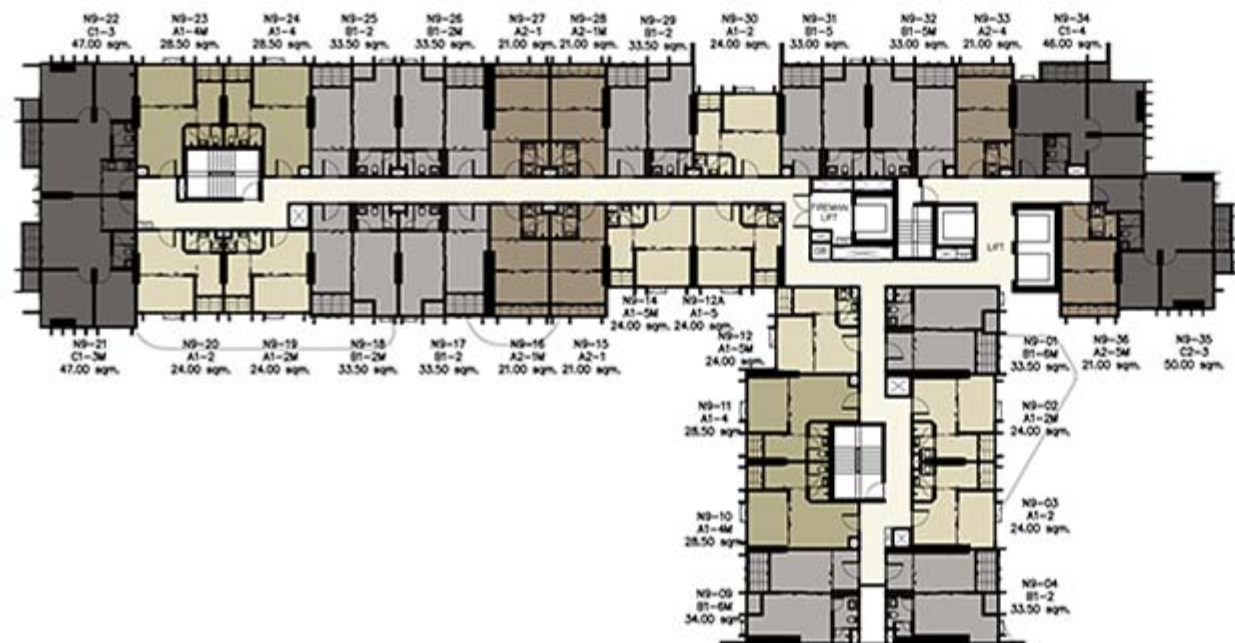 N9-22
C1-3
47.00 sqm.
N9-23
A1-4M
28.50 sqm.
N9-24
A1-4
28.50 sqm.
N9-25
B1-2
33.50 sqm.
N9-26
B1-2M
33.50 sqm.
N9-27
A2-1
21.00 sqm.
N9-28
A2-1M
21.00 sqm.
N9-29
B1-2
33.50 sqm.
N9-30
A1-2
24.00 sqm.
N9-31
B1-5
33.00 sqm.
N9-32
B1-5M
33.00 sqm.
N9-33
A2-4
21.00 sqm.
N9-34
C1-4
46.00 sqm.
FIREMAN
LIFT
LIFT
N9-21
C1-3M
47.00 sqm.
N9-20
A1-2
24.00 sqm.
N9-19
A1-2M
24.00 sqm.
N9-18
B1-2M
33.50 sqm.
N9-17
B1-2
33.50 sqm.
N9-16
A2-1M
21.00 sqm.
N9-15
A2-1
21.00 sqm.
N9-14
A1-5M
24.00 sqm.
N9-12A
A1-5
24.00 sqm.
N9-12
A1-5M
24.00 sqm.
N9-01
B1-6M
33.50 sqm.
N9-36
A2-5M
21.00 sqm.
N9-35
C2-3
50.00 sqm.
N9-11
A1-4
28.50 sqm.
N9-02
A1-2M
24.00 sqm.
N9-10
A1-4M
28.50 sqm.
N9-03
A1-2
24.00 sqm.
N9-09
B1-6M
34.00 sqm.
N9-04
B1-2
33.50 sqm.